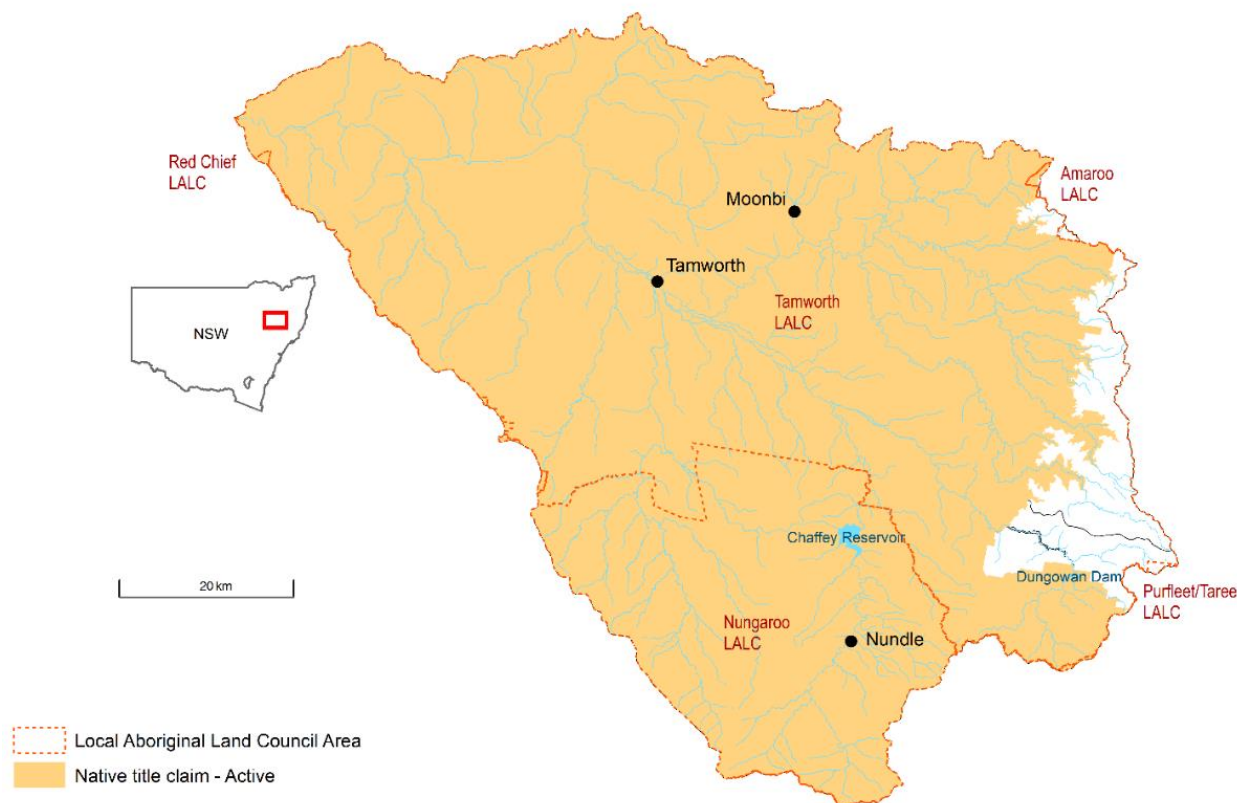 Red Chief
LALC
Amaroo
LALC
Moonbi
Tamworth
Tamworth
LALC
NSW
Chaffey Reservoir
Dungowan Dam
Purfleet/Taree
LALC
20 km
Nungaroo
LALC
Nundle
Local Aboriginal Land Council Area
Native title claim - Active